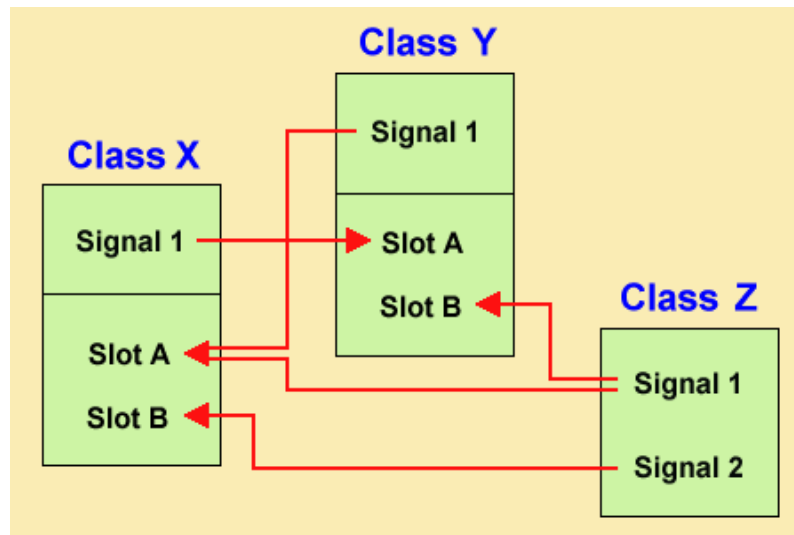 Class X
Signal 1
Slot A
Slot B
Class Y
Signal 1
Slot A
Slot B
Class Z
Signal 1
Signal 2